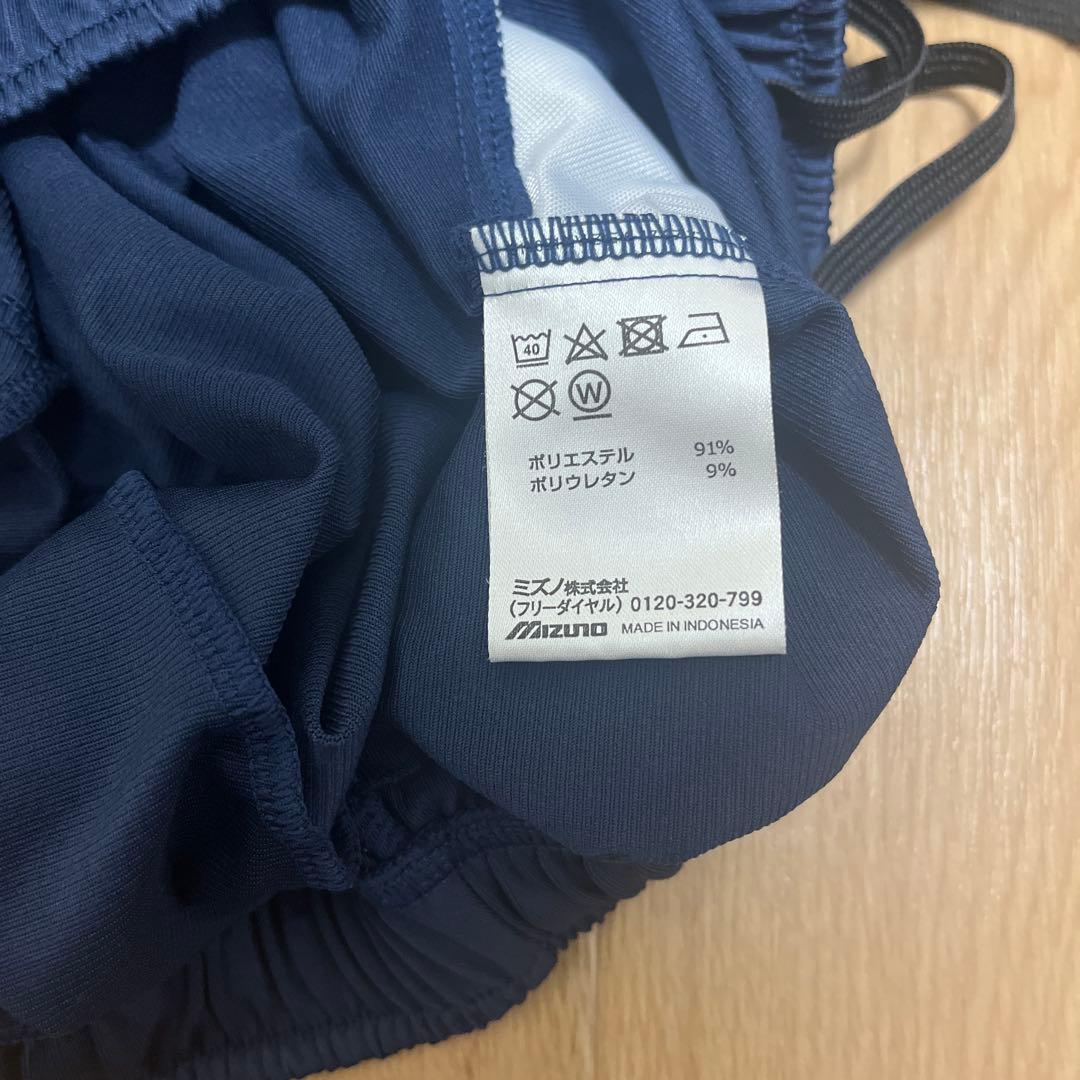 40
W
ポリエステル 91%
ポリウレタン 9%
ミズノ株式会社
(フリーダイヤル) 0120-320-799
MIZUNO MADE IN INDONESIA